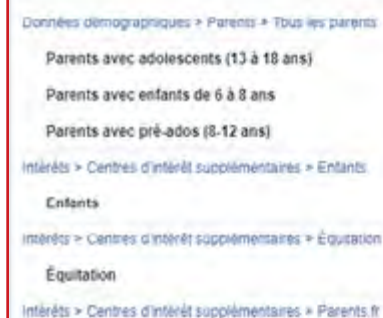 Données démographiques > Parents > Tous les parents
Parents avec adolescents (13 à 18 ans)
Parents avec enfants de 6 à 8 ans
Parents avec pré-ados (8-12 ans)
Intérêts > Centres d'intérêt supplémentaires > Enfants
Enfants
Intérêts > Centres d'intérêt supplémentaires > Équitation
Équitation
Intérêts > Centres d'intérêt supplémentaires > Parents.fr